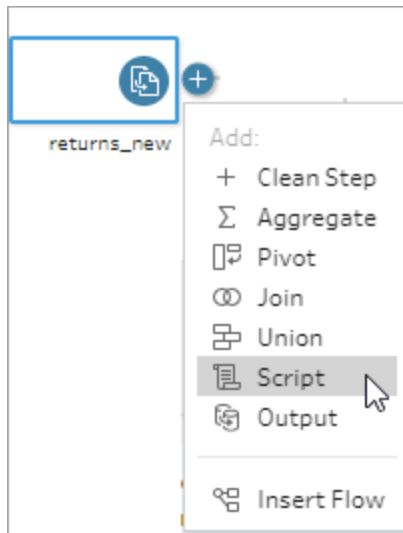 returns_new
Add:
Clean Step
Aggregate
Pivot
Join
Union
Script
Output
Insert Flow